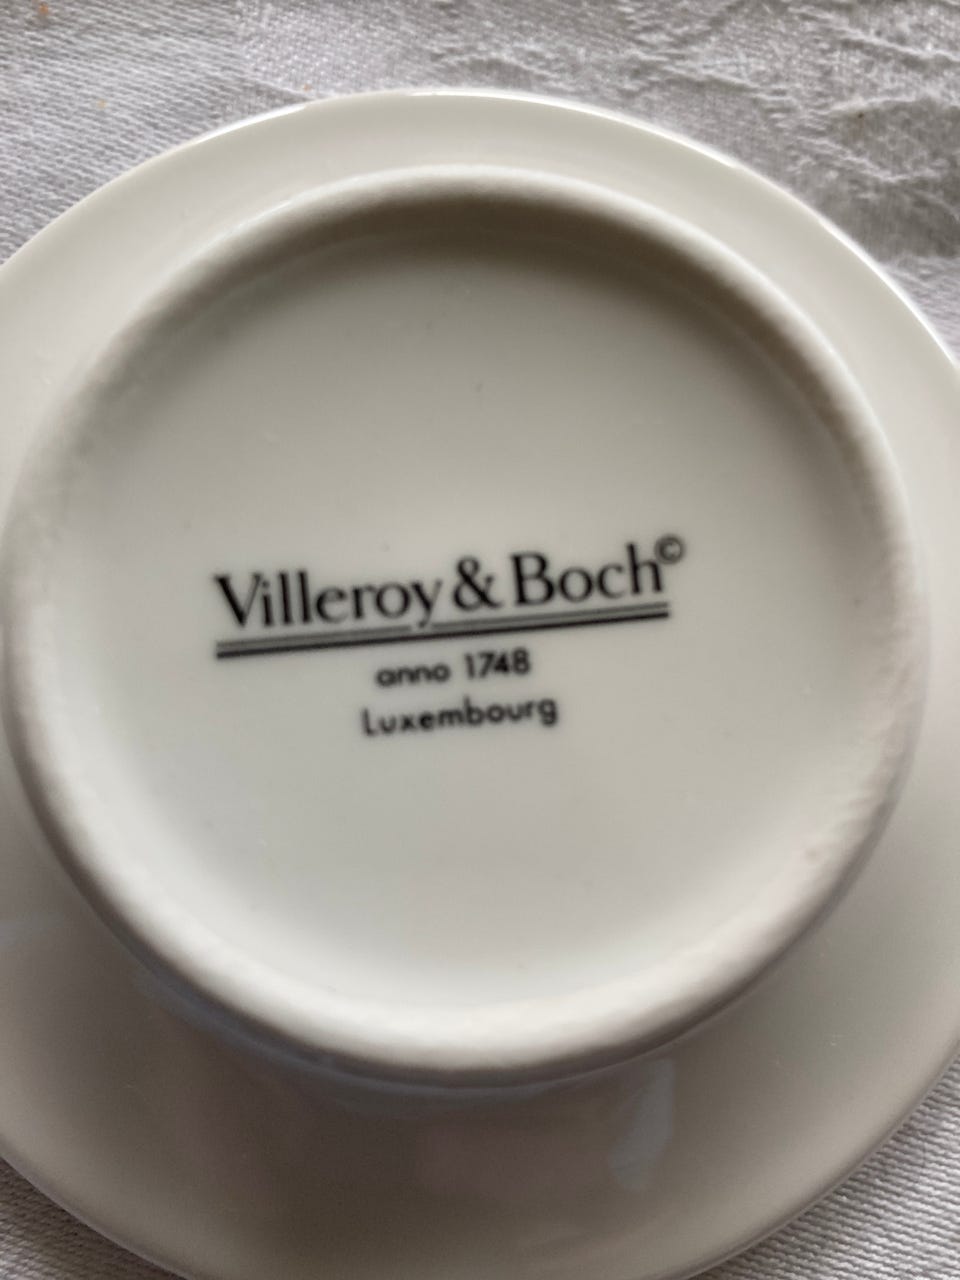 Villeroy & Boch©
anno 1748
Luxembourg